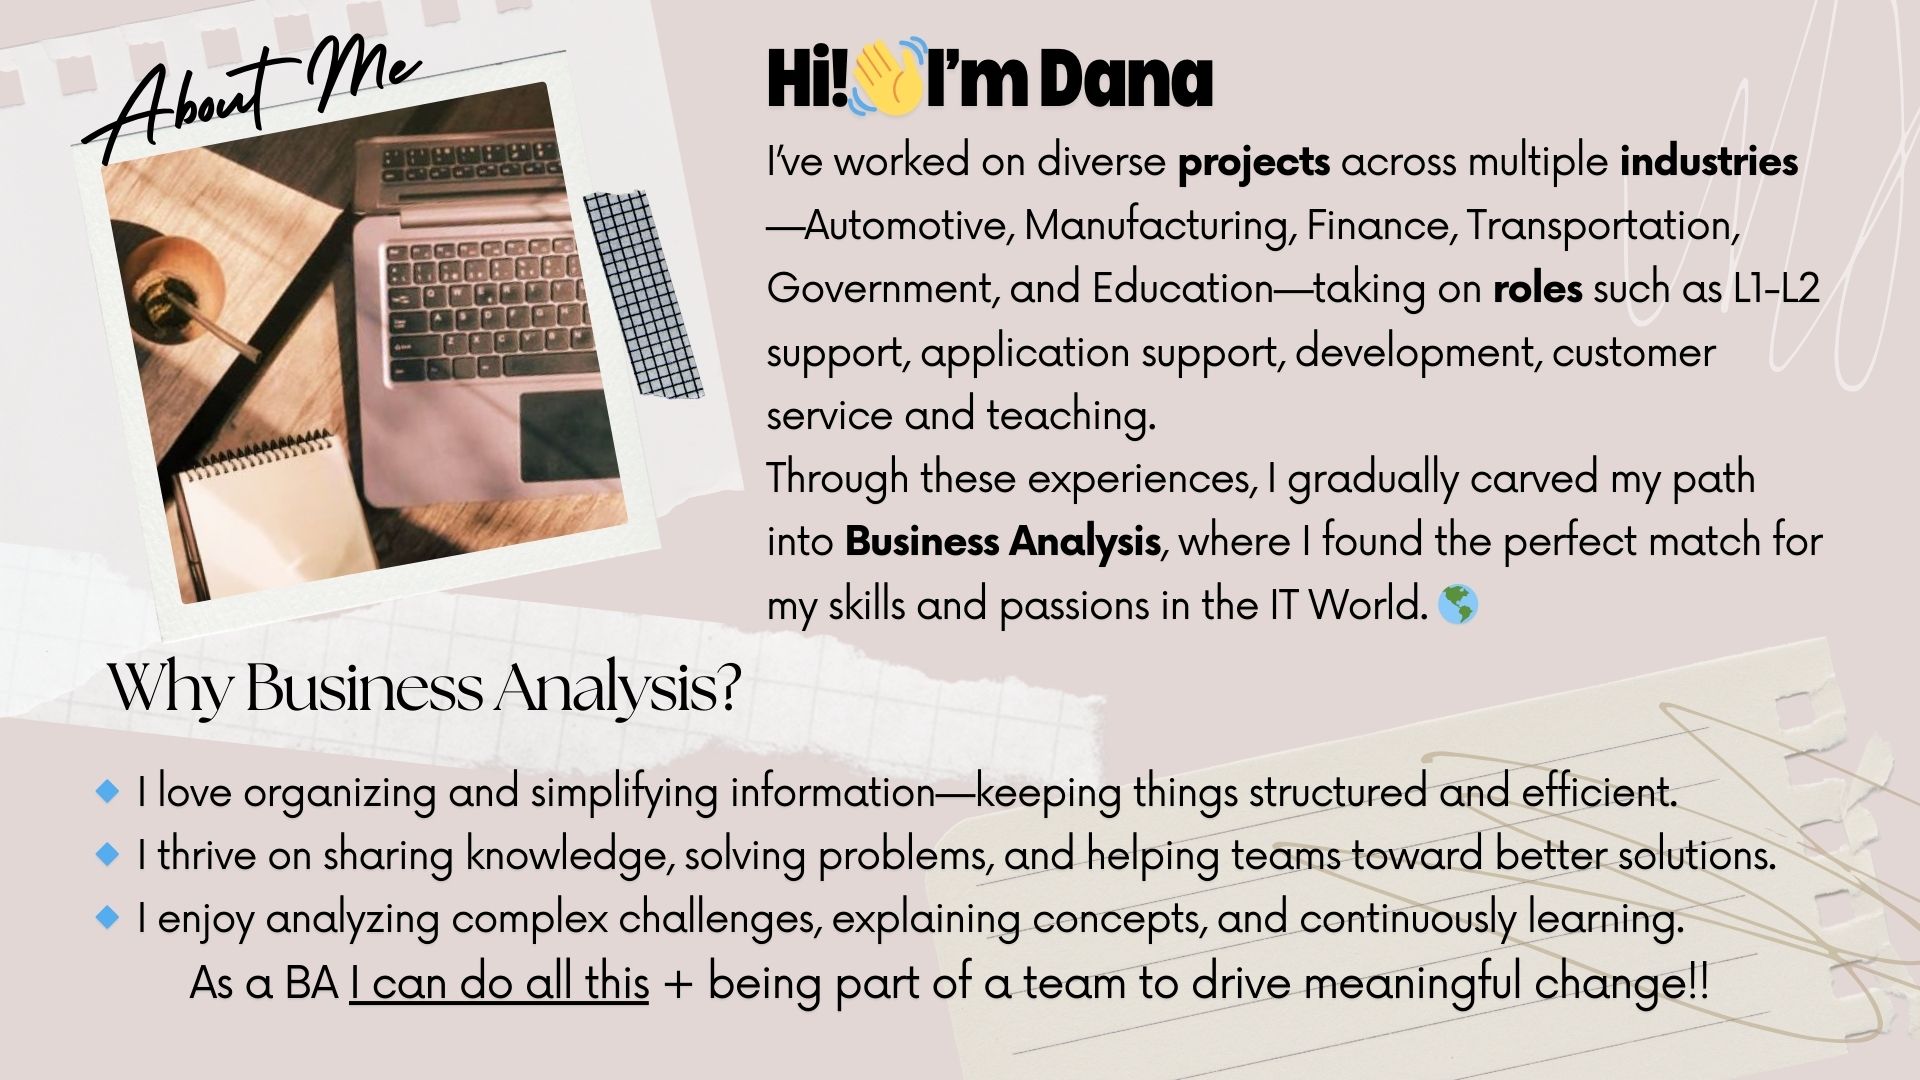 About Me
Hi!👋I'm Dana
I've worked on diverse projects across multiple industries
—Automotive, Manufacturing, Finance, Transportation,
Government, and Education—taking on roles such as L1-L2
support, application support, development, customer
service and teaching.
Through these experiences, I gradually carved my path
into Business Analysis, where I found the perfect match for
my skills and passions in the IT World. 🌎
Why Business Analysis?
🔹 I love organizing and simplifying information—keeping things structured and efficient.
🔹 I thrive on sharing knowledge, solving problems, and helping teams toward better solutions.
🔹 I enjoy analyzing complex challenges, explaining concepts, and continuously learning.
As a BA I can do all this + being part of a team to drive meaningful change!!